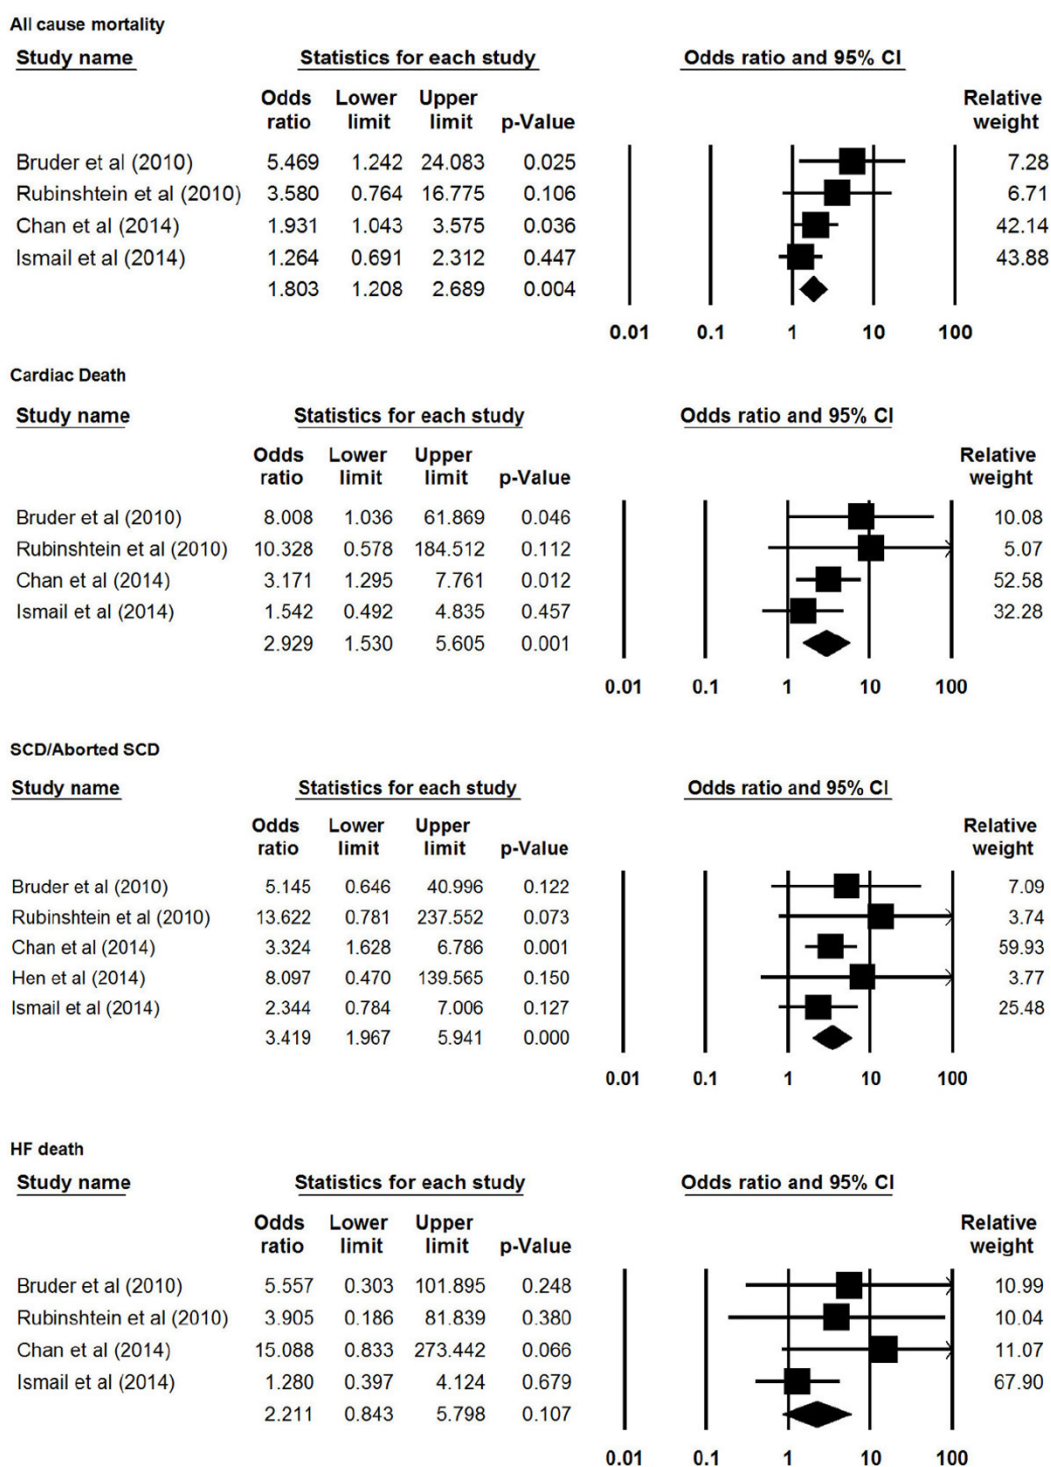 All cause mortality
Study name Statistics for each study Odds ratio and 95% CI
Odds ratio Lower limit Upper limit p-Value Relative weight
Bruder et al (2010) 5.469 1.242 24.083 0.025 7.28
Rubinshtein et al (2010) 3.580 0.764 16.775 0.106 6.71
Chan et al (2014) 1.931 1.043 3.575 0.036 42.14
Ismail et al (2014) 1.264 0.691 2.312 0.447 43.88
1.803 1.208 2.689 0.004
0.01 0.1 1 10 100
Cardiac Death
Study name Statistics for each study Odds ratio and 95% CI
Odds ratio Lower limit Upper limit p-Value Relative weight
Bruder et al (2010) 8.008 1.036 61.869 0.046 10.08
Rubinshtein et al (2010) 10.328 0.578 184.512 0.112 5.07
Chan et al (2014) 3.171 1.295 7.761 0.012 52.58
Ismail et al (2014) 1.542 0.492 4.835 0.457 32.28
2.929 1.530 5.605 0.001
0.01 0.1 1 10 100
SCD/Aborted SCD
Study name Statistics for each study Odds ratio and 95% CI
Odds ratio Lower limit Upper limit p-Value Relative weight
Bruder et al (2010) 5.145 0.646 40.996 0.122 7.09
Rubinshtein et al (2010) 13.622 0.781 237.552 0.073 3.74
Chan et al (2014) 3.324 1.628 6.786 0.001 59.93
Hen et al (2014) 8.097 0.470 139.565 0.150 3.77
Ismail et al (2014) 2.344 0.784 7.006 0.127 25.48
3.419 1.967 5.941 0.000
0.01 0.1 1 10 100
HF death
Study name Statistics for each study Odds ratio and 95% CI
Odds ratio Lower limit Upper limit p-Value Relative weight
Bruder et al (2010) 5.557 0.303 101.895 0.248 10.99
Rubinshtein et al (2010) 3.905 0.186 81.839 0.380 10.04
Chan et al (2014) 15.088 0.833 273.442 0.066 11.07
Ismail et al (2014) 1.280 0.397 4.124 0.679 67.90
2.211 0.843 5.798 0.107
0.01 0.1 1 10 100